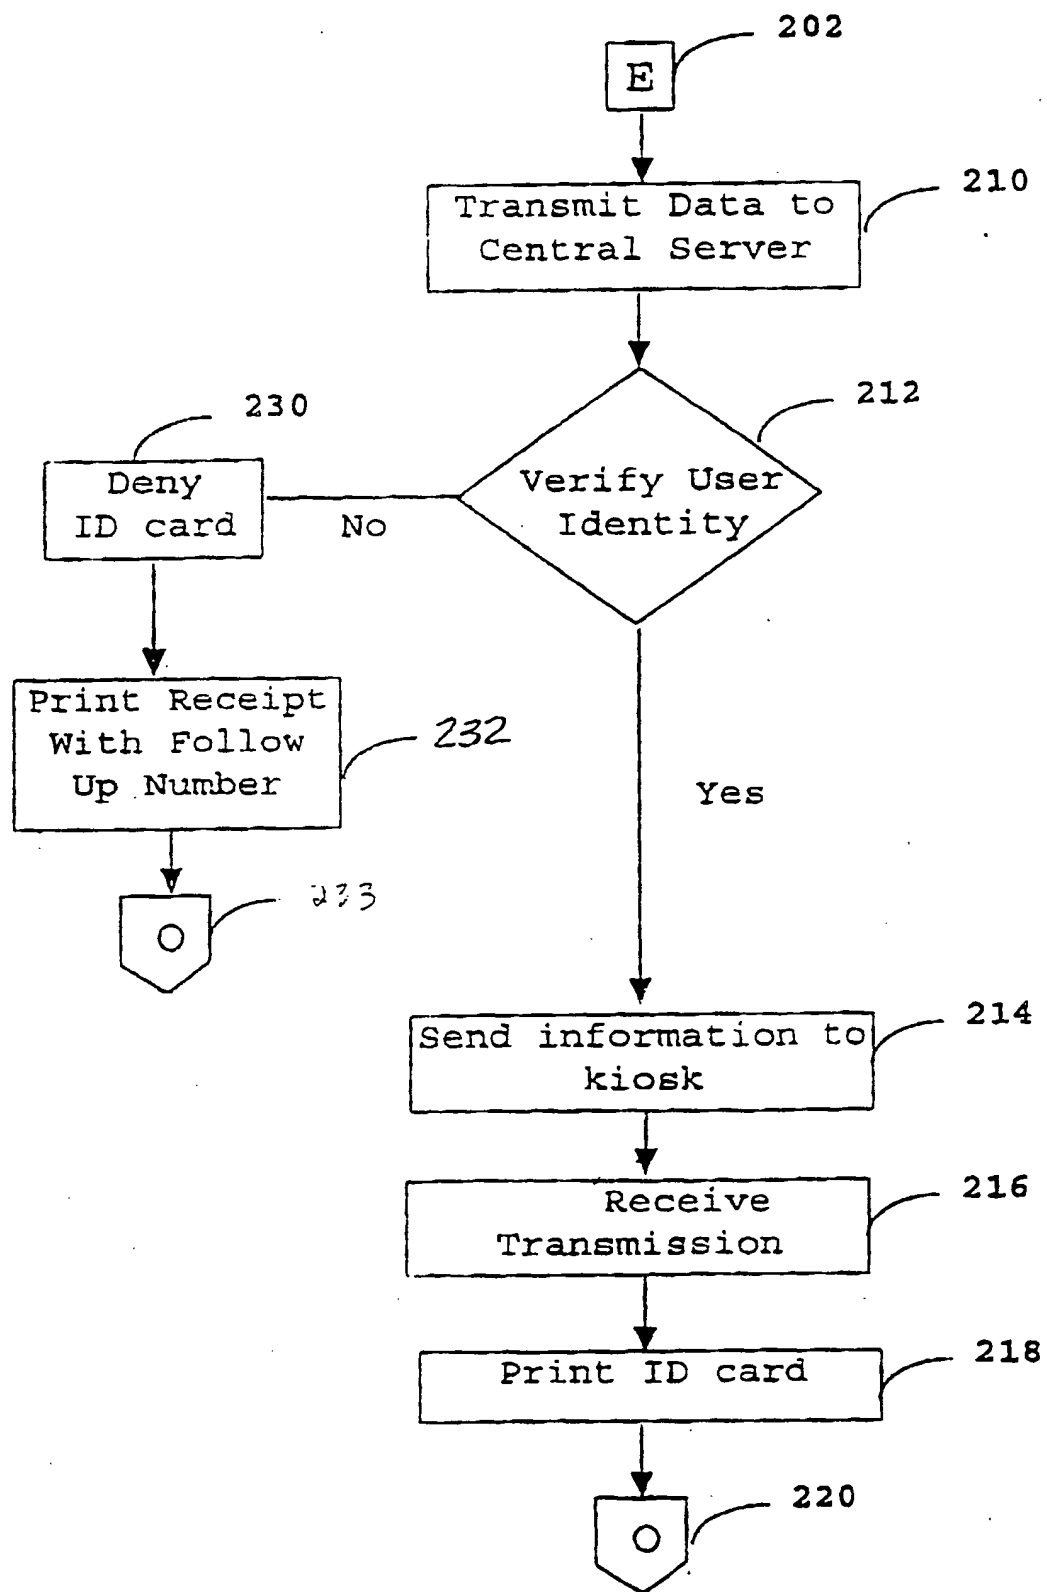 202
E
210
Transmit Data to
Central Server
212
Verify User
Identity
230
Deny
ID card
No
Print Receipt
With Follow
Up Number
232
Yes
O
233
214
Send information to
kiosk
216
Receive
Transmission
218
Print ID card
220
O